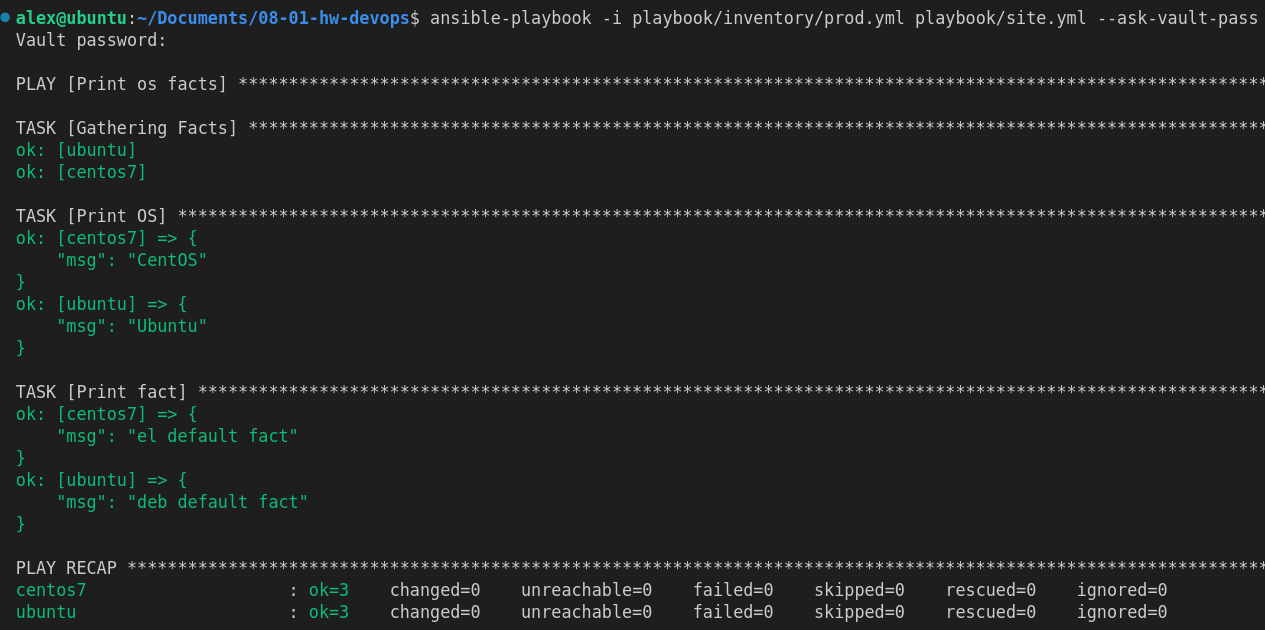 alex@ubuntu:~/Documents/08-01-hw-devops$ ansible-playbook -i playbook/inventory/prod.yml playbook/site.yml --ask-vault-pass
Vault password:
PLAY [Print os facts] ******************************************************************************************************
TASK [Gathering Facts] *****************************************************************************************************
ok: [ubuntu]
ok: [centos7]
TASK [Print OS] ************************************************************************************************************
ok: [centos7] => {
    "msg": "CentOS"
}
ok: [ubuntu] => {
    "msg": "Ubuntu"
}
TASK [Print fact] **********************************************************************************************************
ok: [centos7] => {
    "msg": "el default fact"
}
ok: [ubuntu] => {
    "msg": "deb default fact"
}
PLAY RECAP *****************************************************************************************************************
centos7                    : ok=3    changed=0    unreachable=0    failed=0    skipped=0    rescued=0    ignored=0
ubuntu                     : ok=3    changed=0    unreachable=0    failed=0    skipped=0    rescued=0    ignored=0